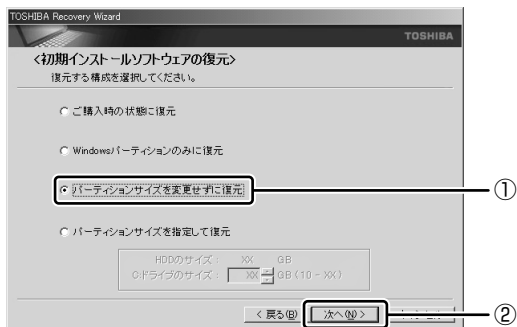 TOSHIBA Recovery Wizard
TOSHIBA
<初期インストールソフトウェアの復元>
復元する構成を選択してください。
ご購入時の状態に復元
Windowsパーティションのみに復元
パーティションサイズを変更せずに復元
①
パーティションサイズを指定して復元
HDDのサイズ： XX GB
Cドライブのサイズ： XX GB (10 - XX)
< 戻る(B) 次へ(N) >
②